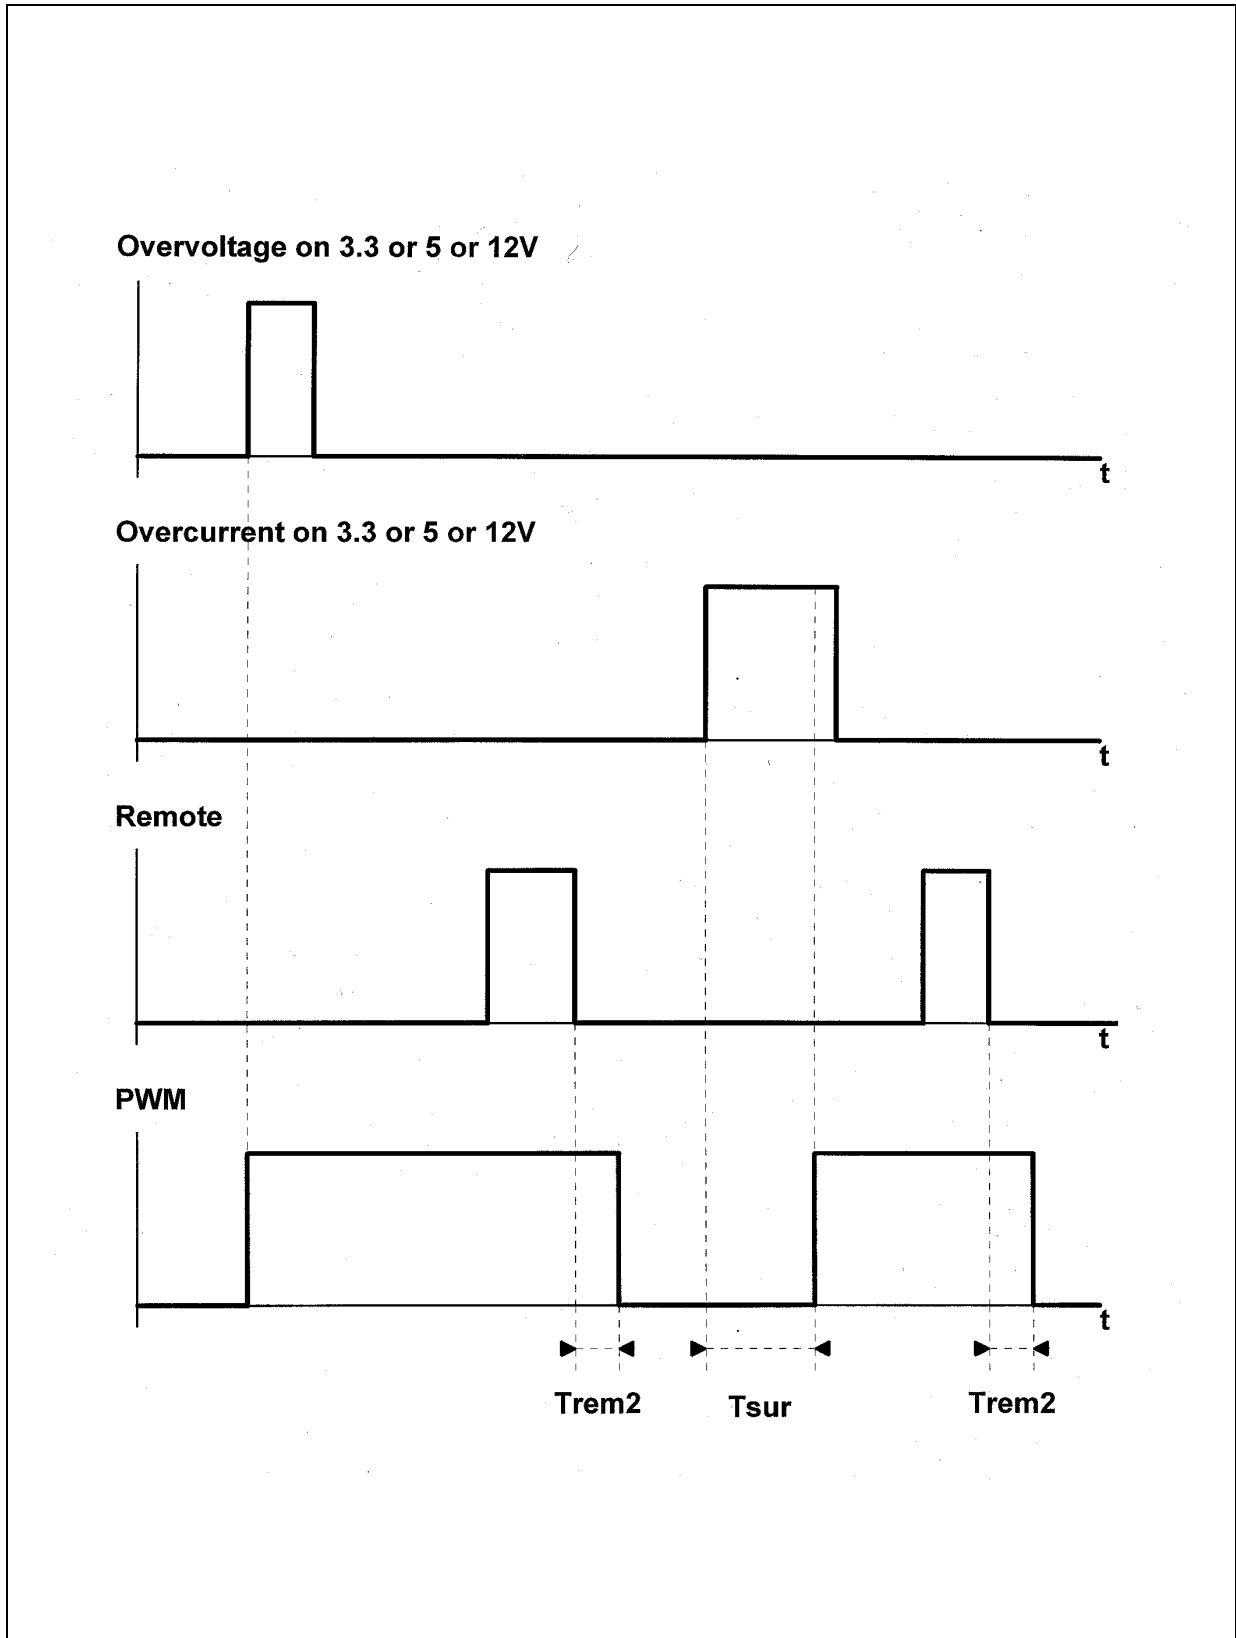 Overvoltage on 3.3 or 5 or 12V
t
Overcurrent on 3.3 or 5 or 12V
t
Remote
t
PWM
t
Trem2 Tsur Trem2